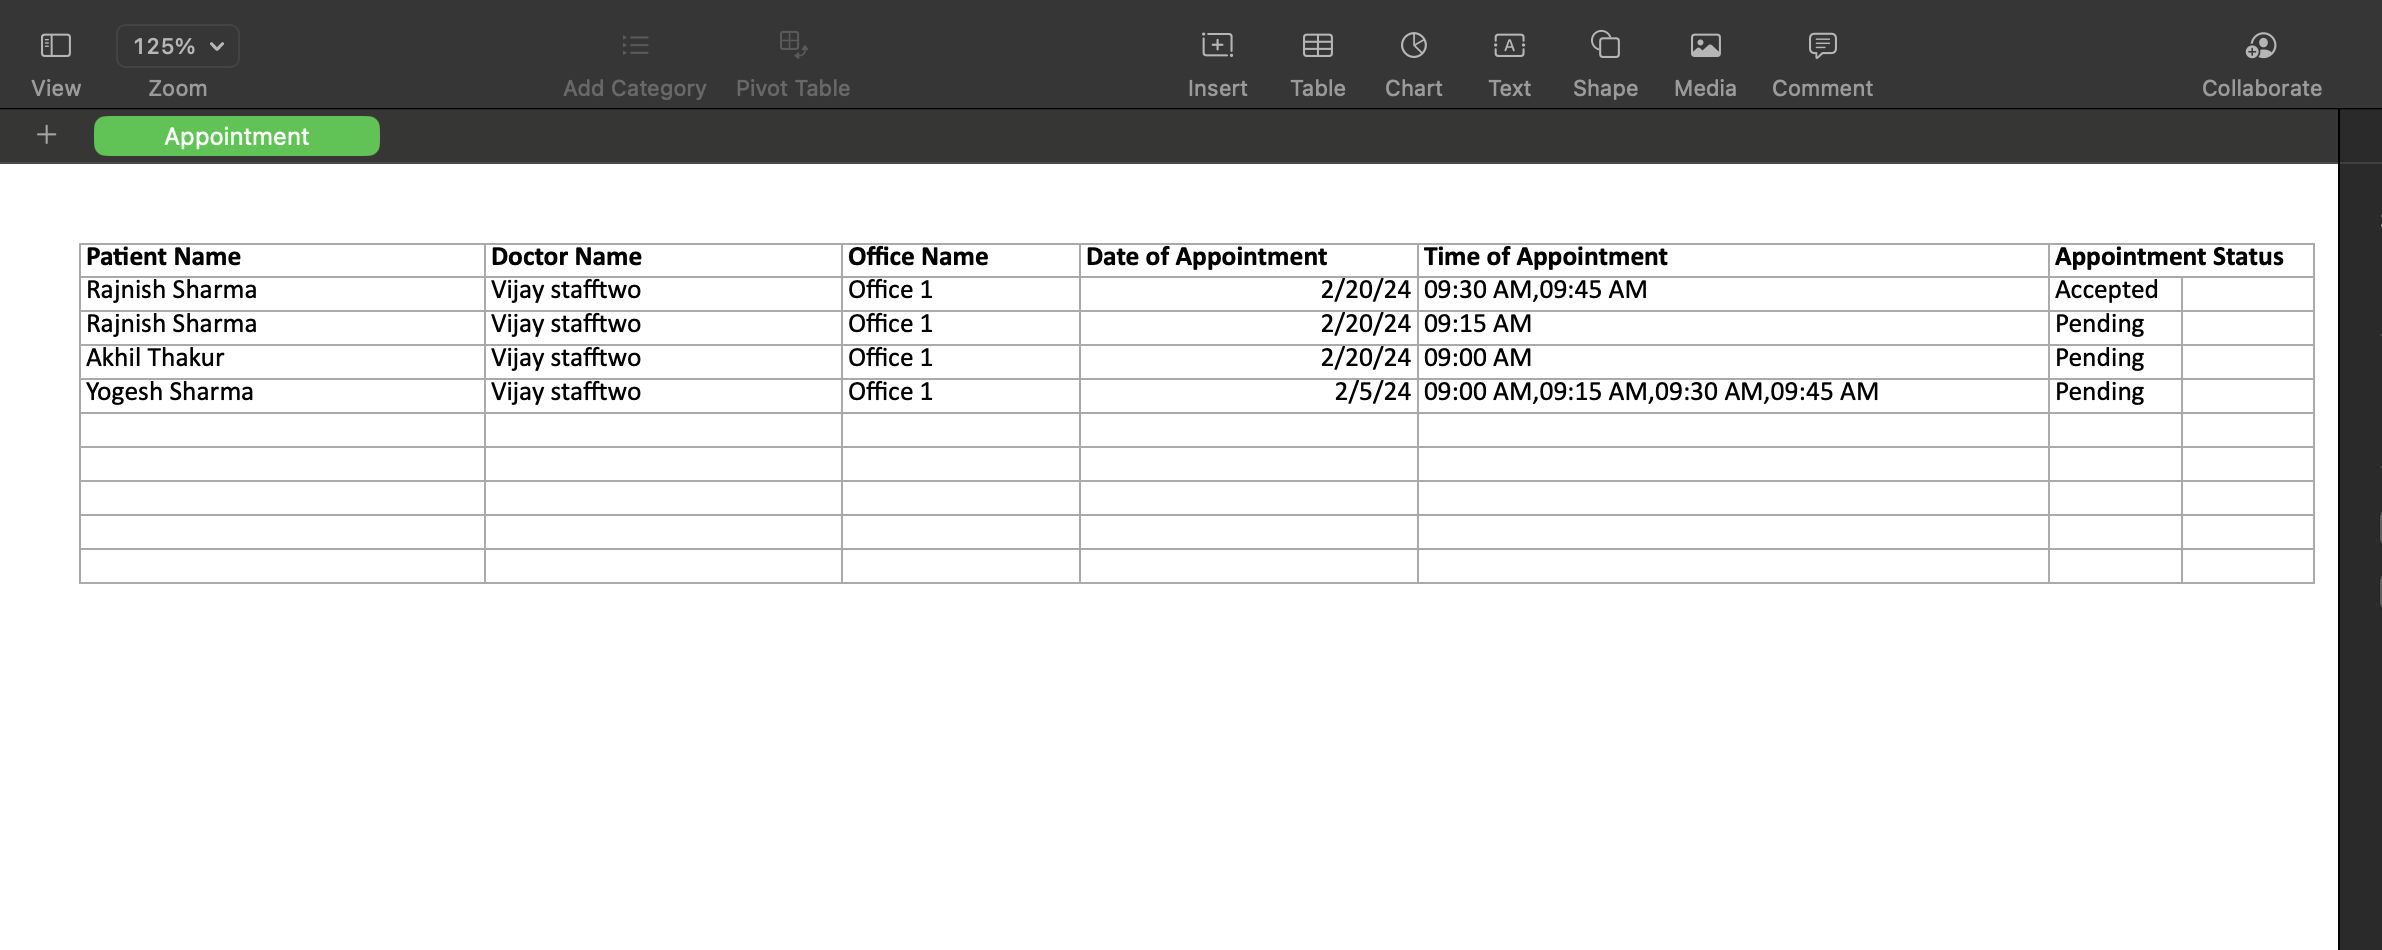 125%
View Zoom Add Category Pivot Table Insert Table Chart Text Shape Media Comment Collaborate
Appointment
Patient Name Doctor Name Office Name Date of Appointment Time of Appointment Appointment Status
Rajnish Sharma Vijay stafftwo Office 1 2/20/24 09:30 AM,09:45 AM Accepted
Rajnish Sharma Vijay stafftwo Office 1 2/20/24 09:15 AM Pending
Akhil Thakur Vijay stafftwo Office 1 2/20/24 09:00 AM Pending
Yogesh Sharma Vijay stafftwo Office 1 2/5/24 09:00 AM,09:15 AM,09:30 AM,09:45 AM Pending